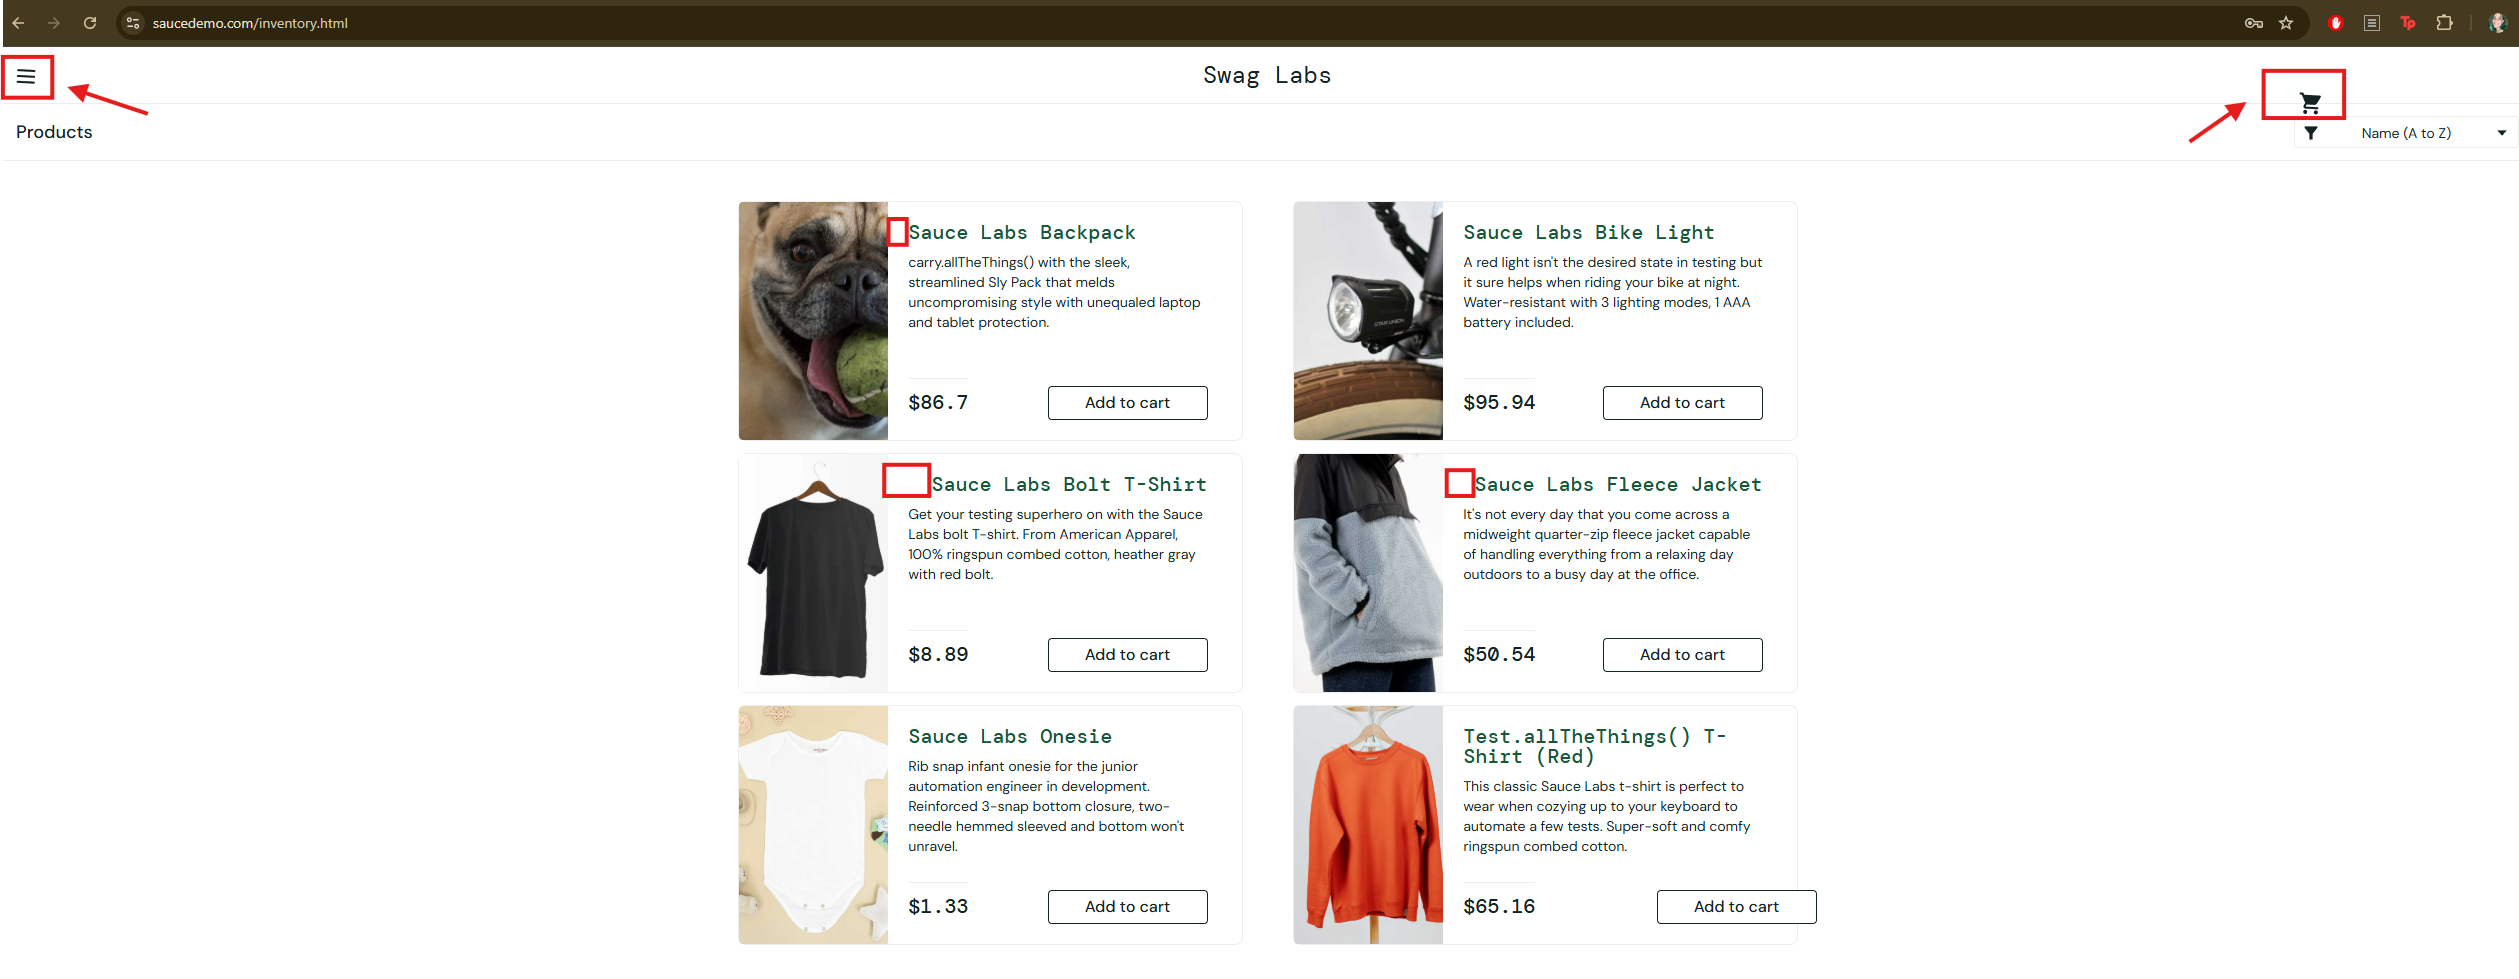 saucedemo.com/inventory.html
Swag Labs
Products
Name (A to Z)
Sauce Labs Backpack
carry.allTheThings() with the sleek,
streamlined Sly Pack that melds
uncompromising style with unequaled laptop
and tablet protection.
$86.7
Add to cart
Sauce Labs Bike Light
A red light isn't the desired state in testing but
it sure helps when riding your bike at night.
Water-resistant with 3 lighting modes, 1 AAA
battery included.
STAR UNION
$95.94
Add to cart
Sauce Labs Bolt T-Shirt
Get your testing superhero on with the Sauce
Labs bolt T-shirt. From American Apparel,
100% ringspun combed cotton, heather gray
with red bolt.
$8.89
Add to cart
Sauce Labs Fleece Jacket
It's not every day that you come across a
midweight quarter-zip fleece jacket capable
of handling everything from a relaxing day
outdoors to a busy day at the office.
$50.54
Add to cart
Sauce Labs Onesie
Rib snap infant onesie for the junior
automation engineer in development.
Reinforced 3-snap bottom closure, two-
needle hemmed sleeved and bottom won't
unravel.
$1.33
Add to cart
Test.allTheThings() T-
Shirt (Red)
This classic Sauce Labs t-shirt is perfect to
wear when cozying up to your keyboard to
automate a few tests. Super-soft and comfy
ringspun combed cotton.
$65.16
Add to cart